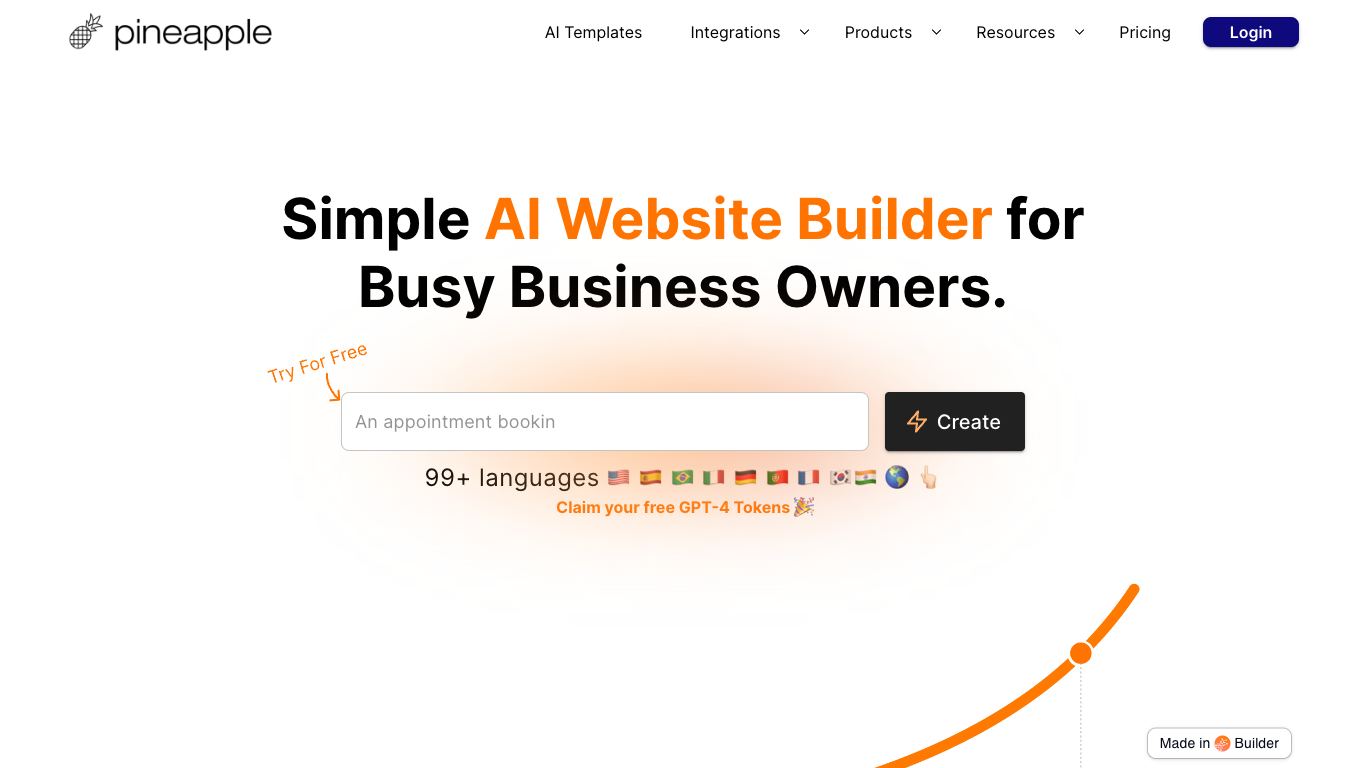 pineapple
AI Templates
Integrations
Products
Resources
Pricing
Login
Simple AI Website Builder for
Busy Business Owners.
Try For Free
An appointment bookin
Create
99+ languages
Claim your free GPT-4 Tokens
Made in Builder